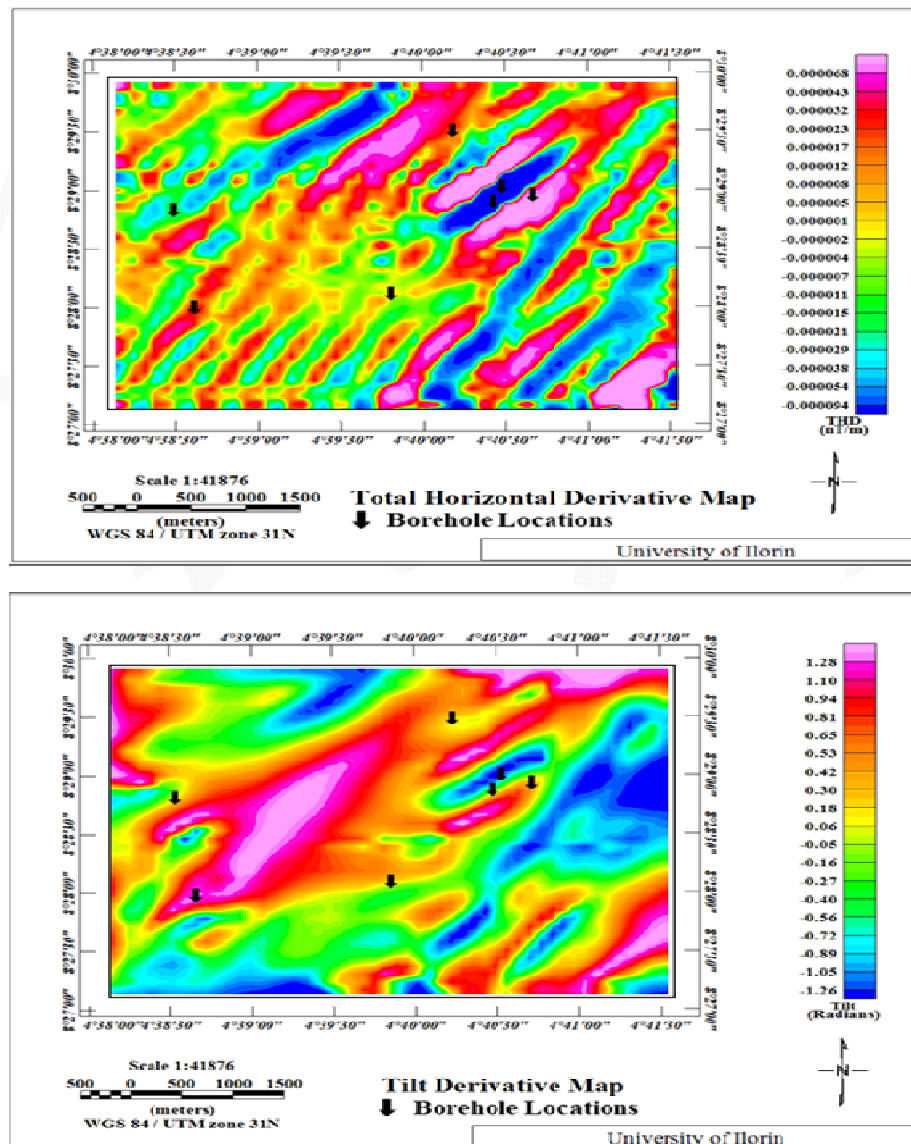 4°38'00" 4°38'30" 4°39'00" 4°39'30" 4°40'00" 4°40'30" 4°41'00" 4°41'30"
0.000068
0.000043
0.000032
0.000023
0.000017
0.000012
0.000008
0.000005
0.000001
-0.000002
-0.000004
-0.000007
-0.000011
-0.000015
-0.000021
-0.000029
-0.000038
-0.000054
-0.000094
THD
(nT/m)
4°38'00" 4°38'30" 4°39'00" 4°39'30" 4°40'00" 4°40'30" 4°41'00" 4°41'30"
Scale 1:41876
500 0 500 1000 1500
(meters)
WGS 84 / UTM zone 31N
Total Horizontal Derivative Map
Borehole Locations
N
University of Ilorin
4°38'00" 4°38'30" 4°39'00" 4°39'30" 4°40'00" 4°40'30" 4°41'00" 4°41'30"
1.28
1.10
0.94
0.81
0.65
0.53
0.42
0.30
0.18
0.06
-0.05
-0.16
-0.27
-0.40
-0.56
-0.72
-0.89
-1.05
-1.26
Tilt
(Radians)
4°38'00" 4°38'30" 4°39'00" 4°39'30" 4°40'00" 4°40'30" 4°41'00" 4°41'30"
Scale 1:41876
500 0 500 1000 1500
(meters)
WGS 84 / UTM zone 31N
Tilt Derivative Map
Borehole Locations
N
University of Ilorin